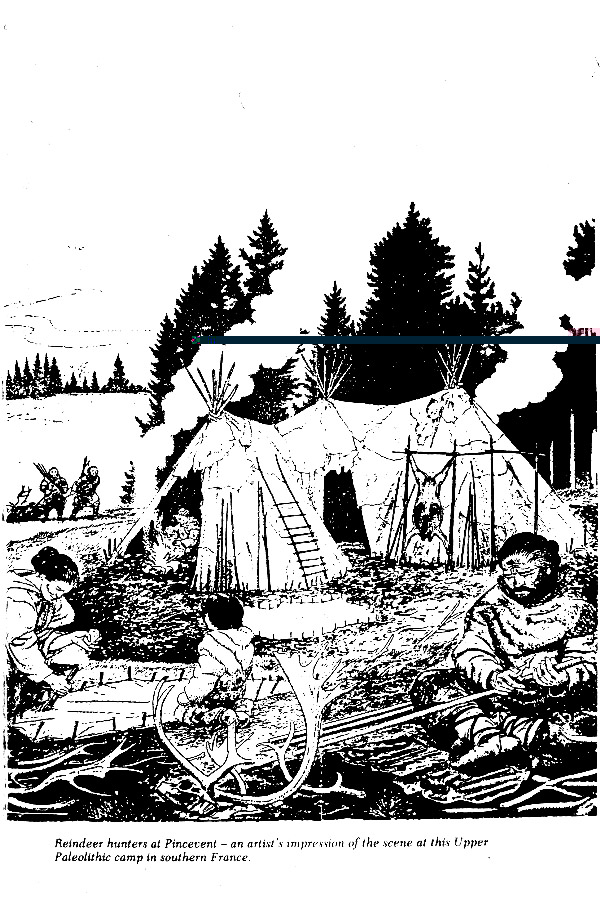 Reindeer hunters at Pincevent – an artist's impression of the scene at this Upper
Paleolithic camp in southern France.